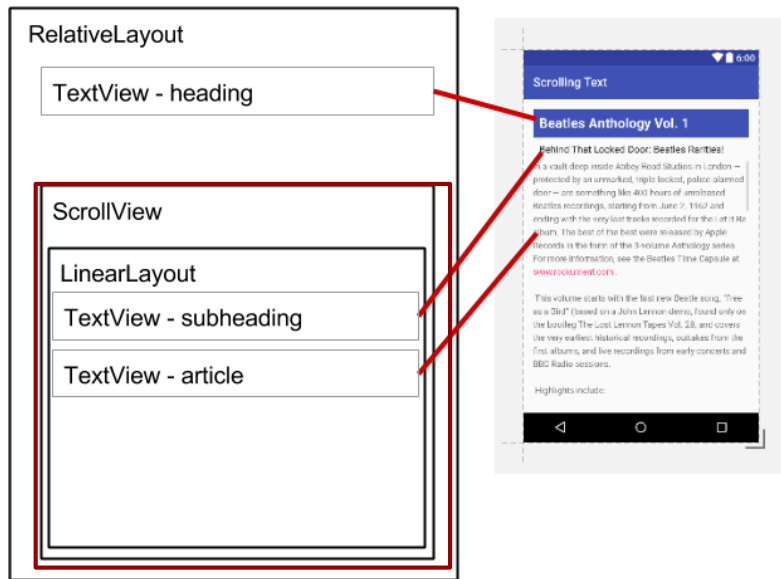 RelativeLayout
TextView - heading
ScrollView
LinearLayout
TextView - subheading
TextView - article
6:00
Scrolling Text
Beatles Anthology Vol. 1
Behind That Locked Door: Beatles Rarities!
In a vault deep inside Abbey Road Studios in London —
protected by an unmarked, triple locked, police alarmed
door — are something like 400 hours of unreleased
Beatles recordings, starting from June 2, 1962 and
ending with the very last tracks recorded for the Let It Be
album. The best of the best were released by Apple
Records in the form of the 3-volume Anthology series.
For more information, see the Beatles Time Capsule at
www.rockument.com.
This volume starts with the first new Beatle song, "Free
as a Bird" (based on a John Lennon demo, found only on
the bootleg The Lost Lennon Tapes Vol. 28, and covers
the very earliest historical recordings, outtakes from the
first albums, and live recordings from early concerts and
BBC Radio sessions.
Highlights include: